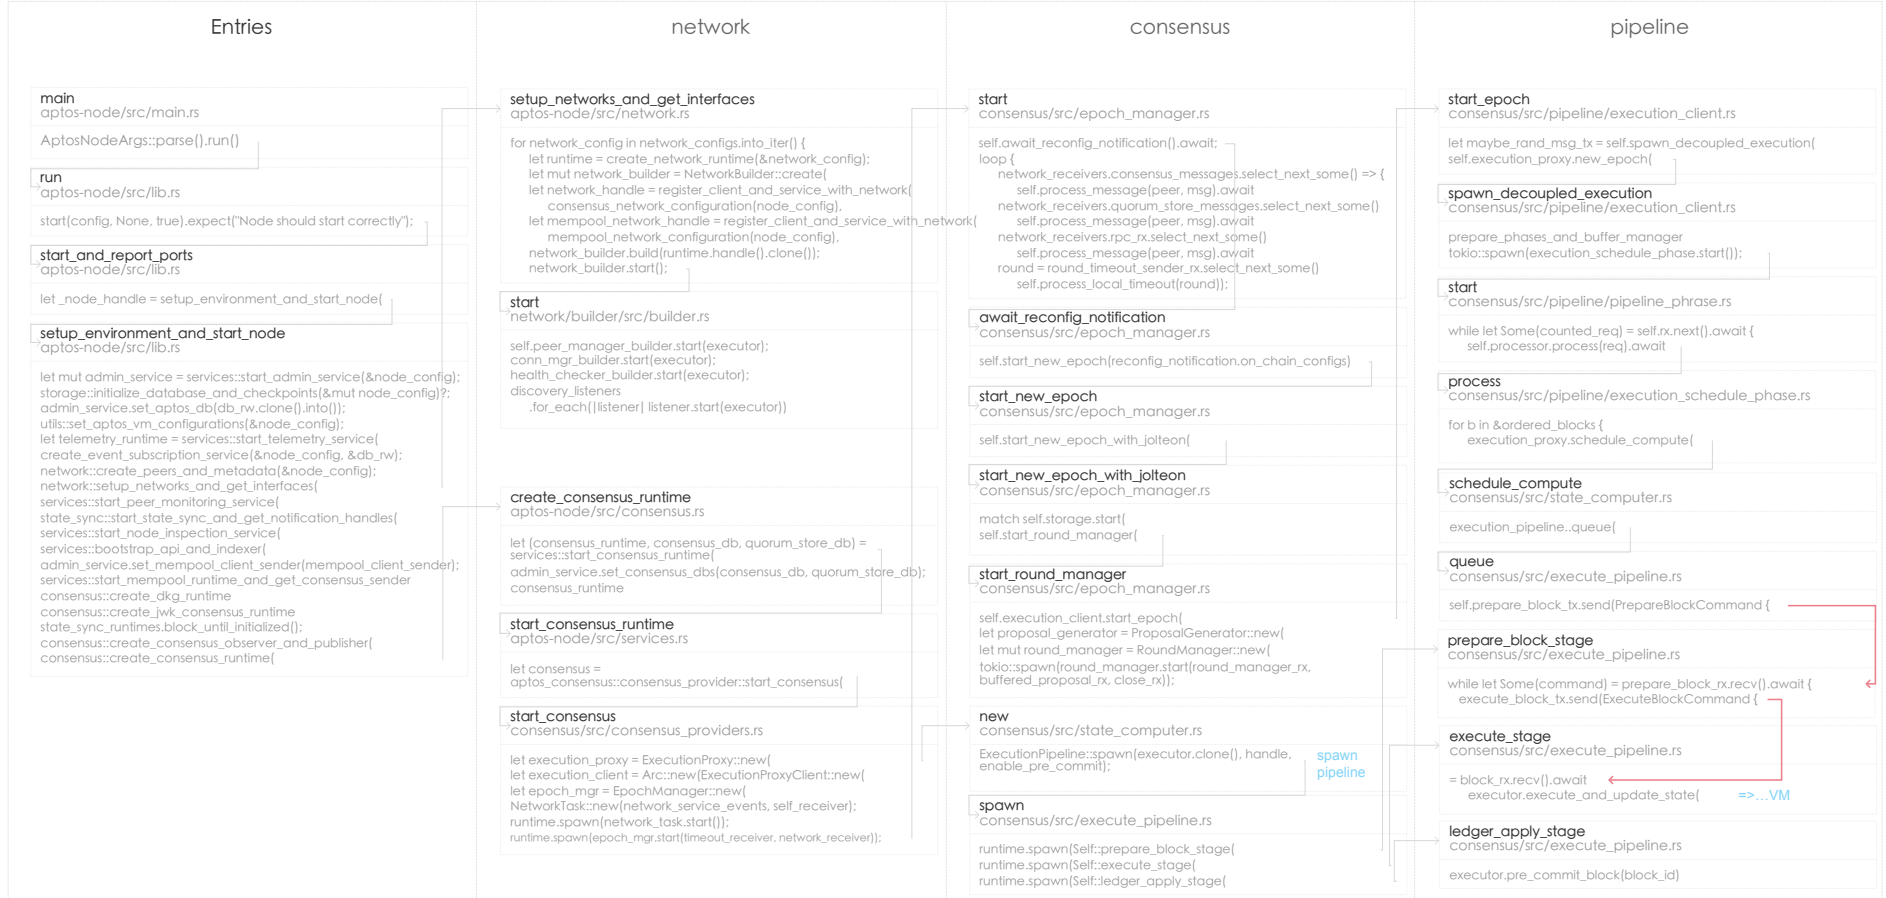 Entries
main
aptos-node/src/main.rs
AptosNodeArgs::parse().run()
run
aptos-node/src/lib.rs
start(config, None, true).expect("Node should start correctly");
start_and_report_ports
aptos-node/src/lib.rs
let _node_handle = setup_environment_and_start_node(
setup_environment_and_start_node
aptos-node/src/lib.rs
let mut admin_service = services::start_admin_service(&node_config);
storage::initialize_database_and_checkpoints(&mut node_config)?;
admin_service.set_aptos_db(db_rw.clone().into());
utils::set_aptos_vm_configurations(&node_config);
let telemetry_runtime = services::start_telemetry_service(
create_event_subscription_service(&node_config, &db_rw);
network::create_peers_and_metadata(&node_config);
network::setup_networks_and_get_interfaces(
services::start_peer_monitoring_service(
state_sync::start_state_sync_and_get_notification_handles(
services::start_node_inspection_service(
services::bootstrap_api_and_indexer(
admin_service.set_mempool_client_sender(mempool_client_sender);
services::start_mempool_runtime_and_get_consensus_sender
consensus::create_dkg_runtime
consensus::create_jwk_consensus_runtime
state_sync_runtimes.block_until_initialized();
consensus::create_consensus_observer_and_publisher(
consensus::create_consensus_runtime(
network
setup_networks_and_get_interfaces
aptos-node/src/network.rs
for network_config in network_configs.into_iter() {
let runtime = create_network_runtime(&network_config);
let mut network_builder = NetworkBuilder::create(
let network_handle = register_client_and_service_with_network(
consensus_network_configuration(node_config),
let mempool_network_handle = register_client_and_service_with_network(
mempool_network_configuration(node_config),
network_builder.build(runtime.handle().clone());
network_builder.start();
start
network/builder/src/builder.rs
self.peer_manager_builder.start(executor);
conn_mgr_builder.start(executor);
health_checker_builder.start(executor);
discovery_listeners
.for_each(|listener| listener.start(executor))
create_consensus_runtime
aptos-node/src/consensus.rs
let (consensus_runtime, consensus_db, quorum_store_db) =
services::start_consensus_runtime(
admin_service.set_consensus_dbs(consensus_db, quorum_store_db);
consensus_runtime
start_consensus_runtime
aptos-node/src/services.rs
let consensus =
aptos_consensus::consensus_provider::start_consensus(
start_consensus
consensus/src/consensus_providers.rs
let execution_proxy = ExecutionProxy::new(
let execution_client = Arc::new(ExecutionProxyClient::new(
let epoch_mgr = EpochManager::new(
NetworkTask::new(network_service_events, self_receiver);
runtime.spawn(network_task.start());
runtime.spawn(epoch_mgr.start(timeout_receiver, network_receiver));
consensus
start
consensus/src/epoch_manager.rs
self.await_reconfig_notification().await;
loop {
network_receivers.consensus_messages.select_next_some() => {
self.process_message(peer, msg).await
network_receivers.quorum_store_messages.select_next_some()
self.process_message(peer, msg).await
network_receivers.rpc_rx.select_next_some()
self.process_message(peer, msg).await
round = round_timeout_sender_rx.select_next_some()
self.process_local_timeout(round));
await_reconfig_notification
consensus/src/epoch_manager.rs
self.start_new_epoch(reconfig_notification.on_chain_configs)
start_new_epoch
consensus/src/epoch_manager.rs
self.start_new_epoch_with_jolteon(
start_new_epoch_with_jolteon
consensus/src/epoch_manager.rs
match self.storage.start(
self.start_round_manager(
start_round_manager
consensus/src/epoch_manager.rs
self.execution_client.start_epoch(
let proposal_generator = ProposalGenerator::new(
let mut round_manager = RoundManager::new(
tokio::spawn(round_manager.start(round_manager_rx,
buffered_proposal_rx, close_rx));
new
consensus/src/state_computer.rs
ExecutionPipeline::spawn(executor.clone(), handle,
enable_pre_commit);
spawn
pipeline
spawn
consensus/src/execute_pipeline.rs
runtime.spawn(Self::prepare_block_stage(
runtime.spawn(Self::execute_stage(
runtime.spawn(Self::ledger_apply_stage(
pipeline
start_epoch
consensus/src/pipeline/execution_client.rs
let maybe_rand_msg_tx = self.spawn_decoupled_execution(
self.execution_proxy.new_epoch(
spawn_decoupled_execution
consensus/src/pipeline/execution_client.rs
prepare_phases_and_buffer_manager
tokio::spawn(execution_schedule_phase.start());
start
consensus/src/pipeline/pipeline_phrase.rs
while let Some(counted_req) = self.rx.next().await {
self.processor.process(req).await
process
consensus/src/pipeline/execution_schedule_phase.rs
for b in &ordered_blocks {
execution_proxy.schedule_compute(
schedule_compute
consensus/src/state_computer.rs
execution_pipeline..queue(
queue
consensus/src/execute_pipeline.rs
self.prepare_block_tx.send(PrepareBlockCommand {
prepare_block_stage
consensus/src/execute_pipeline.rs
while let Some(command) = prepare_block_rx.recv().await {
execute_block_tx.send(ExecuteBlockCommand {
execute_stage
consensus/src/execute_pipeline.rs
= block_rx.recv().await
executor.execute_and_update_state( =>...VM
ledger_apply_stage
consensus/src/execute_pipeline.rs
executor.pre_commit_block(block_id)